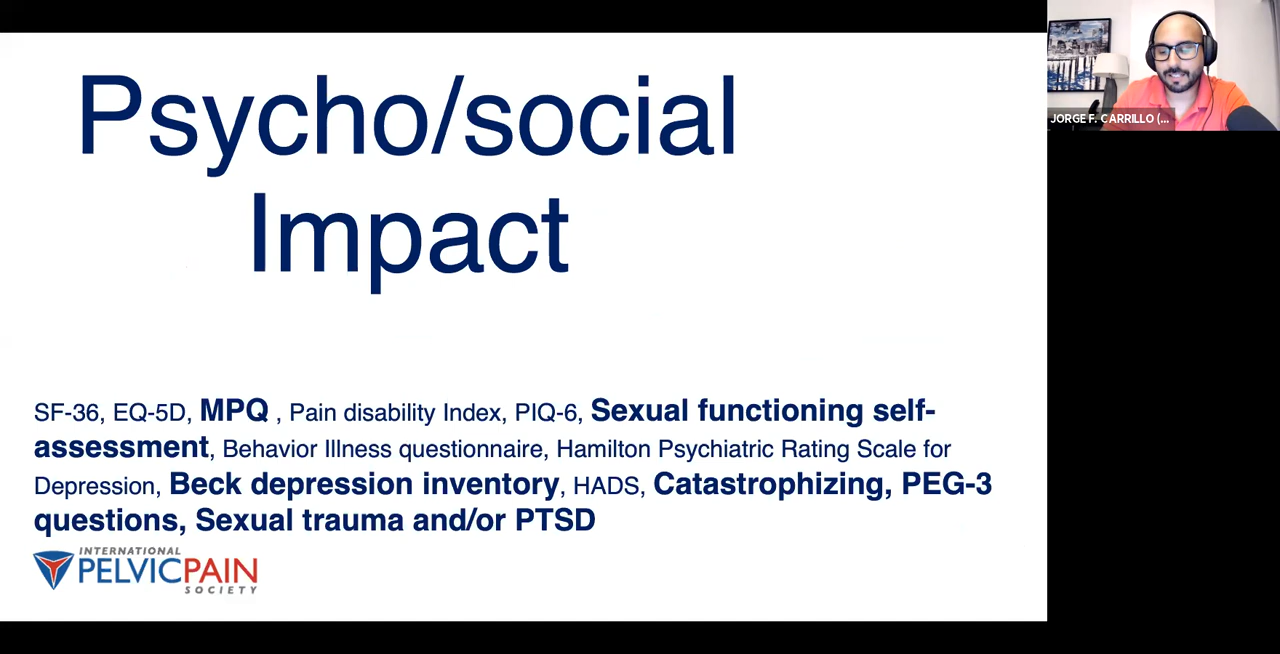 Psycho/social
Impact
SF-36, EQ-5D, MPQ , Pain disability Index, PIQ-6, Sexual functioning self-
assessment, Behavior Illness questionnaire, Hamilton Psychiatric Rating Scale for
Depression, Beck depression inventory, HADS, Catastrophizing, PEG-3
questions, Sexual trauma and/or PTSD
INTERNATIONAL
PELVICPAIN
SOCIETY
JORGE F. CARRILLO (...